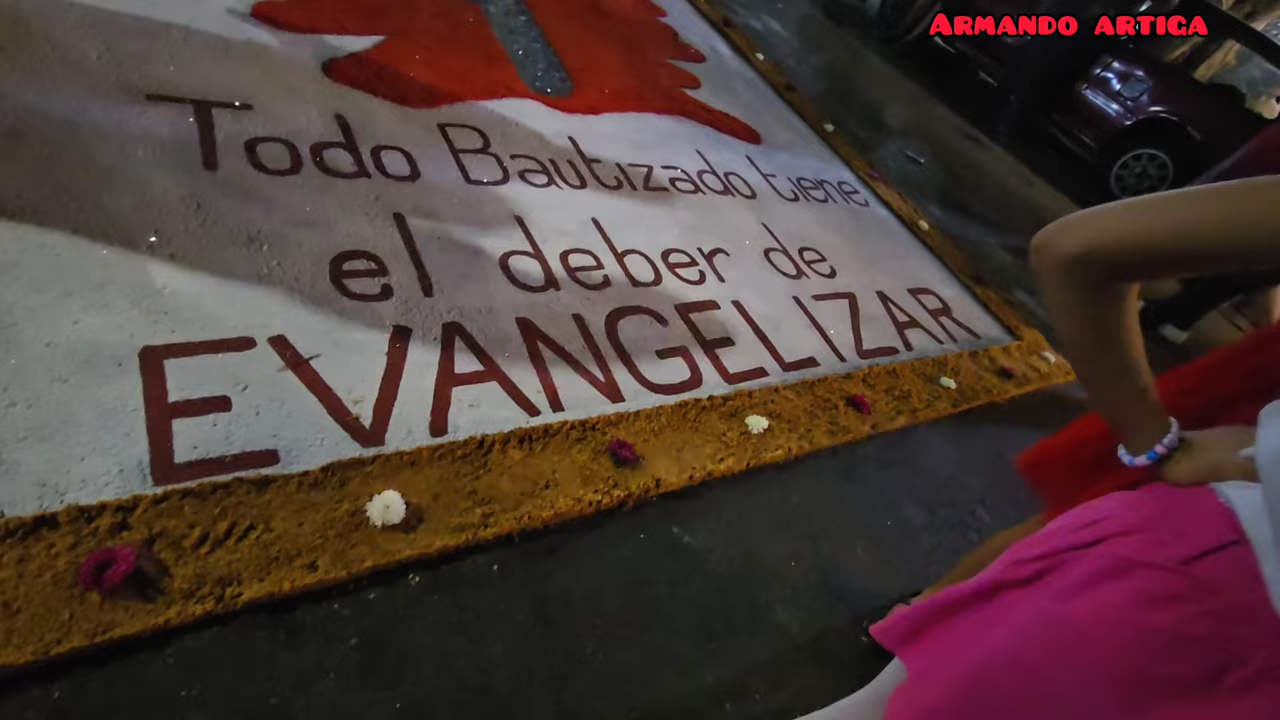 ARMANDO ARTIGA
Todo Bautizado tiene
el deber de
EVANGELIZAR